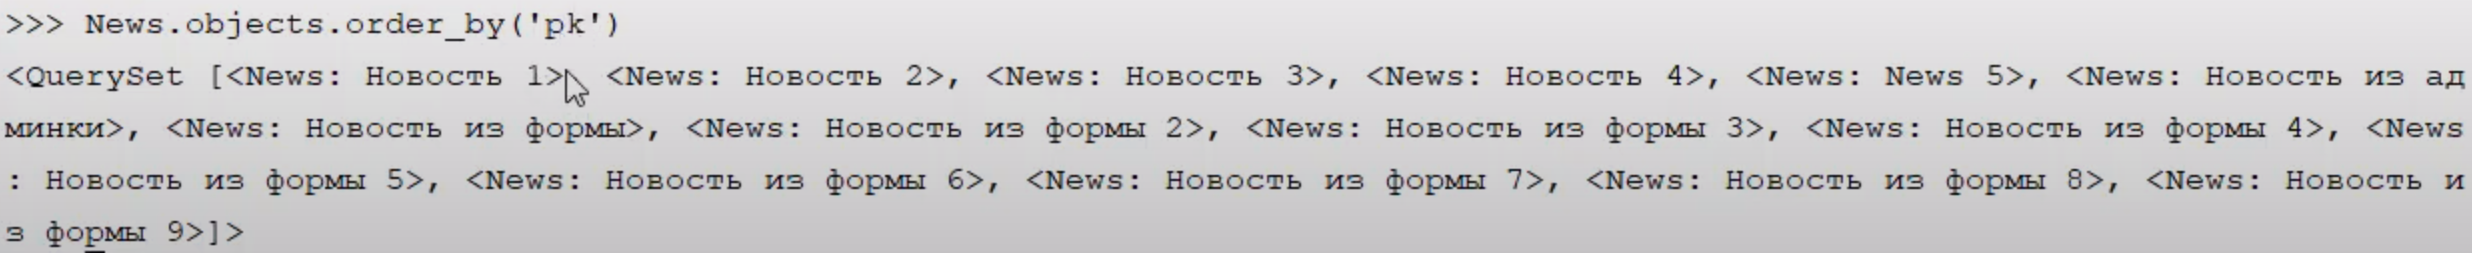 >>> News.objects.order_by('pk')
<QuerySet [<News: Новость 1>, <News: Новость 2>, <News: Новость 3>, <News: Новость 4>, <News: News 5>, <News: Новость из ад
минки>, <News: Новость из формы>, <News: Новость из формы 2>, <News: Новость из формы 3>, <News: Новость из формы 4>, <News
: Новость из формы 5>, <News: Новость из формы 6>, <News: Новость из формы 7>, <News: Новость из формы 8>, <News: Новость и
з формы 9>]>